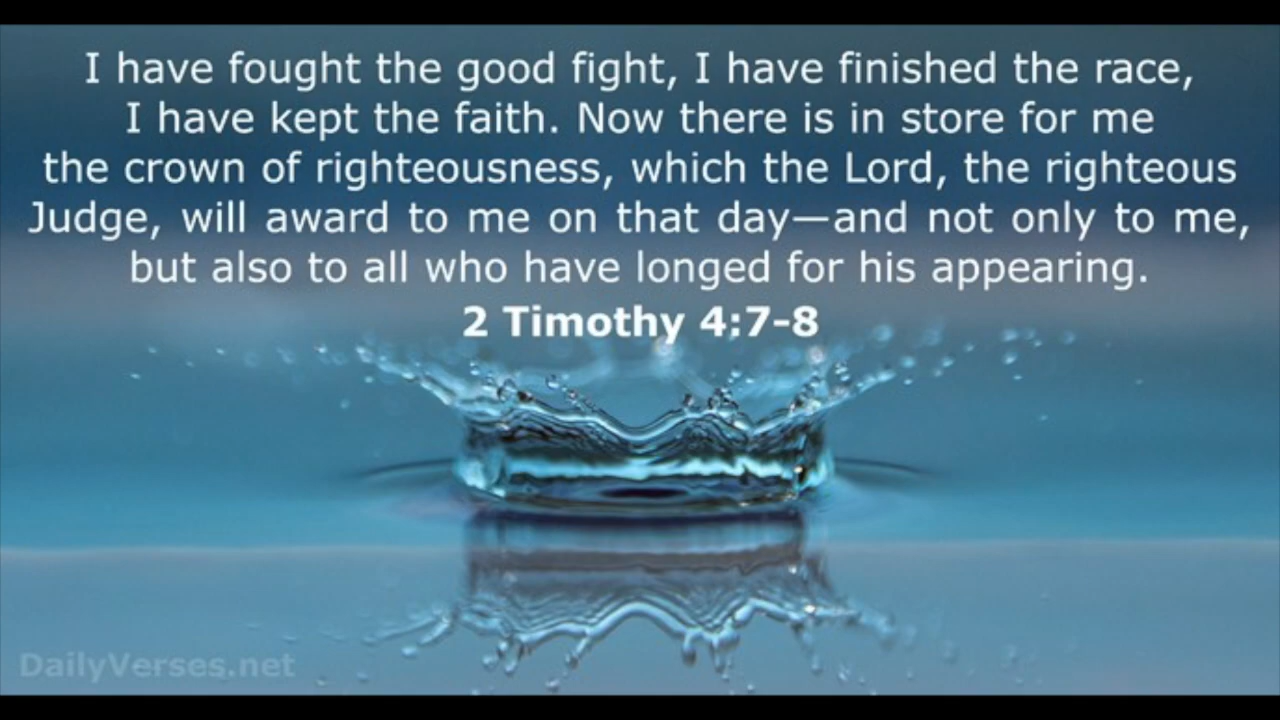 I have fought the good fight, I have finished the race,
I have kept the faith. Now there is in store for me
the crown of righteousness, which the Lord, the righteous
Judge, will award to me on that day—and not only to me,
but also to all who have longed for his appearing.
2 Timothy 4:7-8
DailyVerses.net